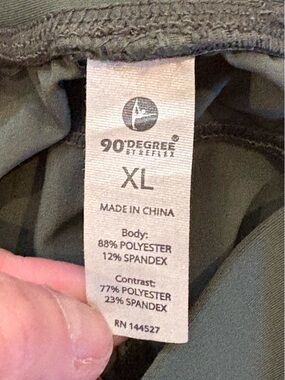 90°DEGREE®
BY REFLEX
XL
MADE IN CHINA
Body:
88% POLYESTER
12% SPANDEX
Contrast:
77% POLYESTER
23% SPANDEX
RN 144527